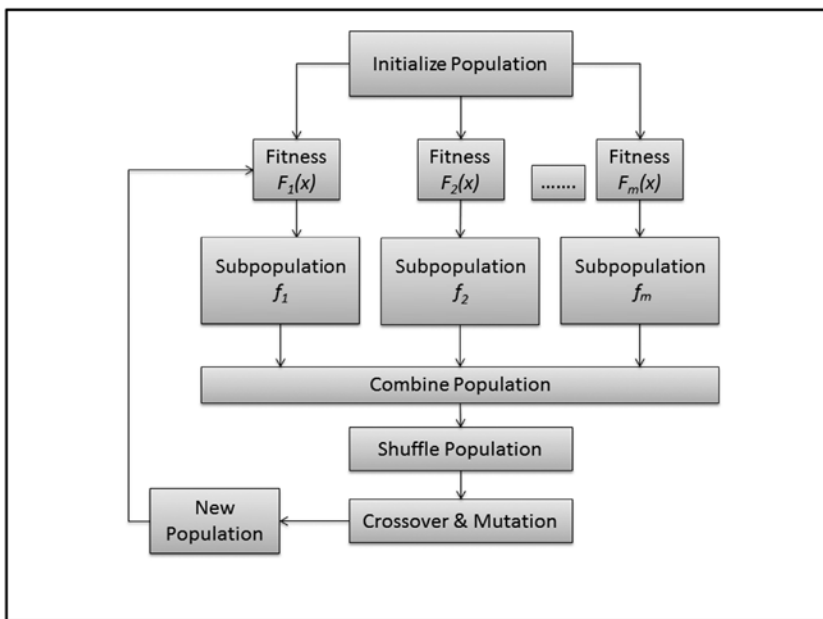 Initialize Population
Fitness
F1(x)
Fitness
F2(x)
.......
Fitness
Fm(x)
Subpopulation
f1
Subpopulation
f2
Subpopulation
fm
Combine Population
Shuffle Population
New
Population
Crossover & Mutation